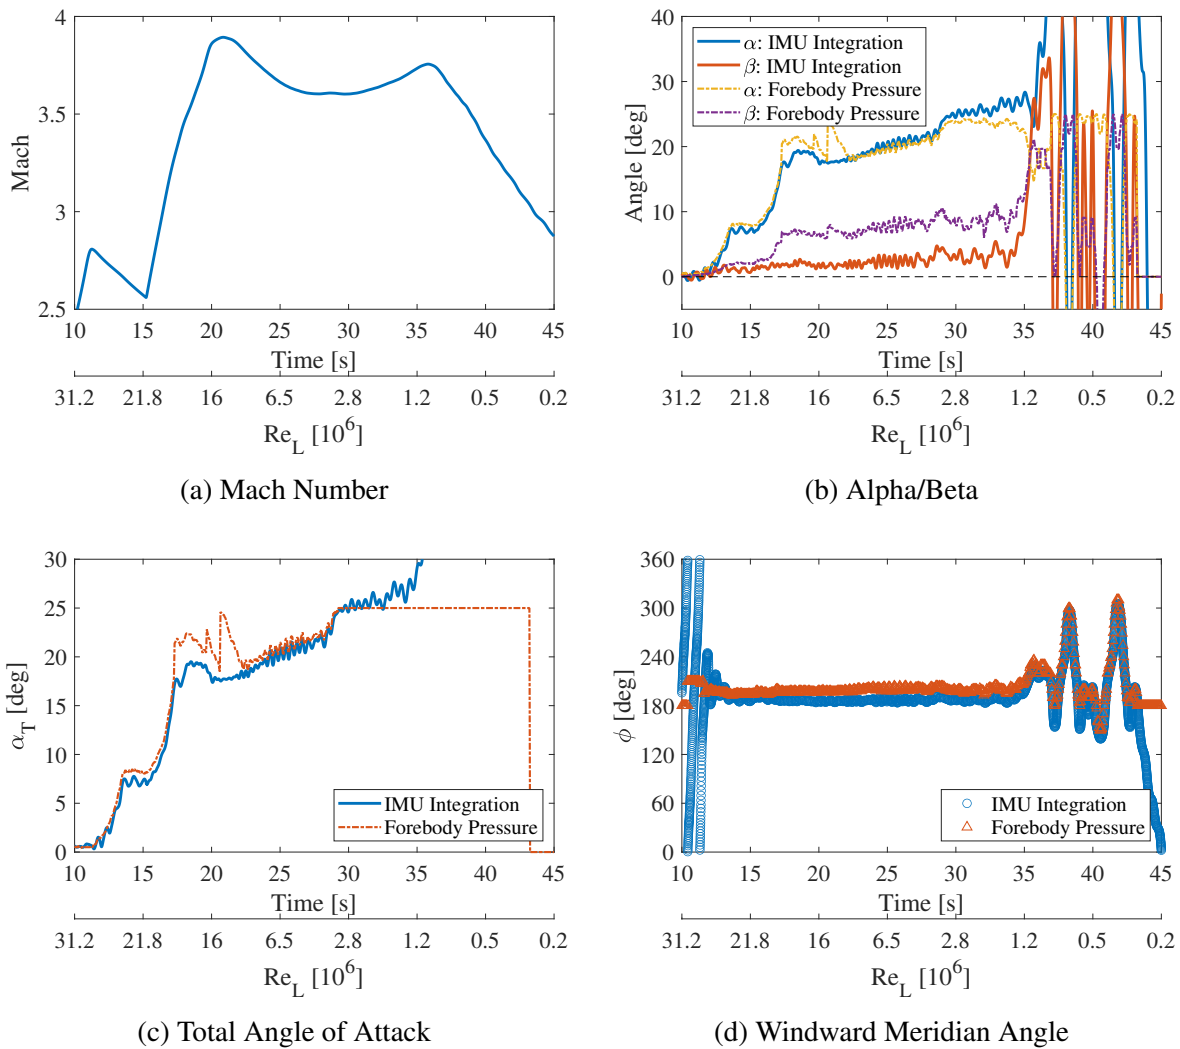 4
3.5
3
2.5
Mach
10 15 20 25 30 35 40 45
Time [s]
31.2 21.8 16 6.5 2.8 1.2 0.5 0.2
Re_L [10^6]
(a) Mach Number
40
30
20
10
0
Angle [deg]
α: IMU Integration
β: IMU Integration
α: Forebody Pressure
β: Forebody Pressure
10 15 20 25 30 35 40 45
Time [s]
31.2 21.8 16 6.5 2.8 1.2 0.5 0.2
Re_L [10^6]
(b) Alpha/Beta
30
25
20
15
10
5
0
α_T [deg]
IMU Integration
Forebody Pressure
10 15 20 25 30 35 40 45
Time [s]
31.2 21.8 16 6.5 2.8 1.2 0.5 0.2
Re_L [10^6]
(c) Total Angle of Attack
360
300
240
180
120
60
0
ϕ [deg]
IMU Integration
Forebody Pressure
10 15 20 25 30 35 40 45
Time [s]
31.2 21.8 16 6.5 2.8 1.2 0.5 0.2
Re_L [10^6]
(d) Windward Meridian Angle